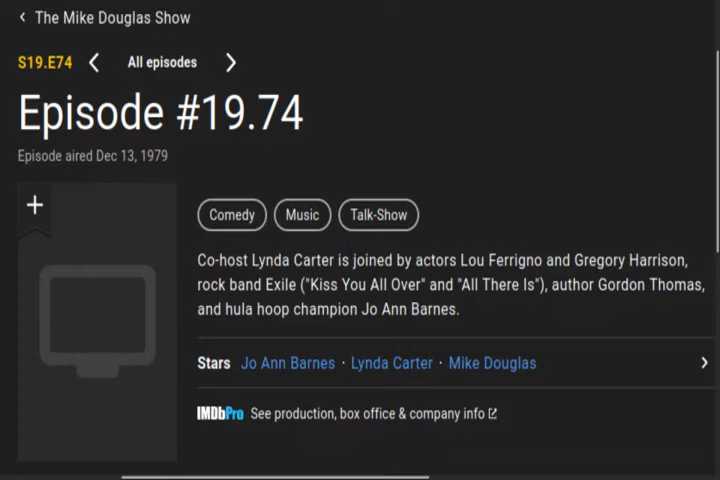 The Mike Douglas Show
S19.E74 All episodes
Episode #19.74
Episode aired Dec 13, 1979
Comedy Music Talk-Show
Co-host Lynda Carter is joined by actors Lou Ferrigno and Gregory Harrison,
rock band Exile ("Kiss You All Over" and "All There Is"), author Gordon Thomas,
and hula hoop champion Jo Ann Barnes.
Stars Jo Ann Barnes · Lynda Carter · Mike Douglas
IMDbPro See production, box office & company info